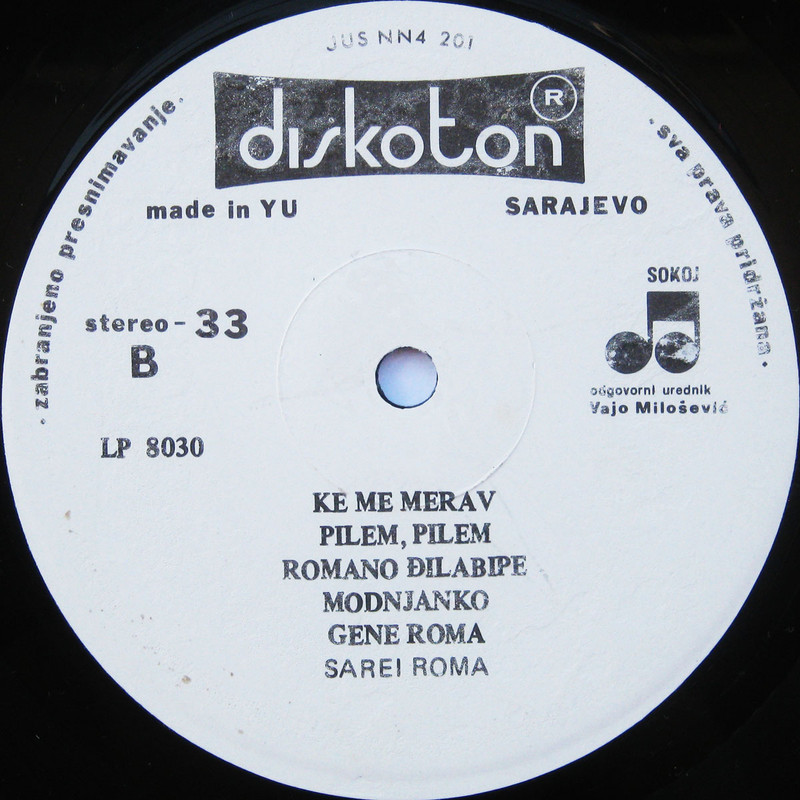 JUS NN4 201
diskoton ®
· zabranjeno presnimavanje ·
· sva prava pridržana ·
made in YU
SARAJEVO
SOKOJ
stereo - 33
B
odgovorni urednik
Vajo Milošević
LP 8030
KE ME MERAV
PILEM, PILEM
ROMANO ĐILABIPE
MODNJANKO
GENE ROMA
SAREI ROMA